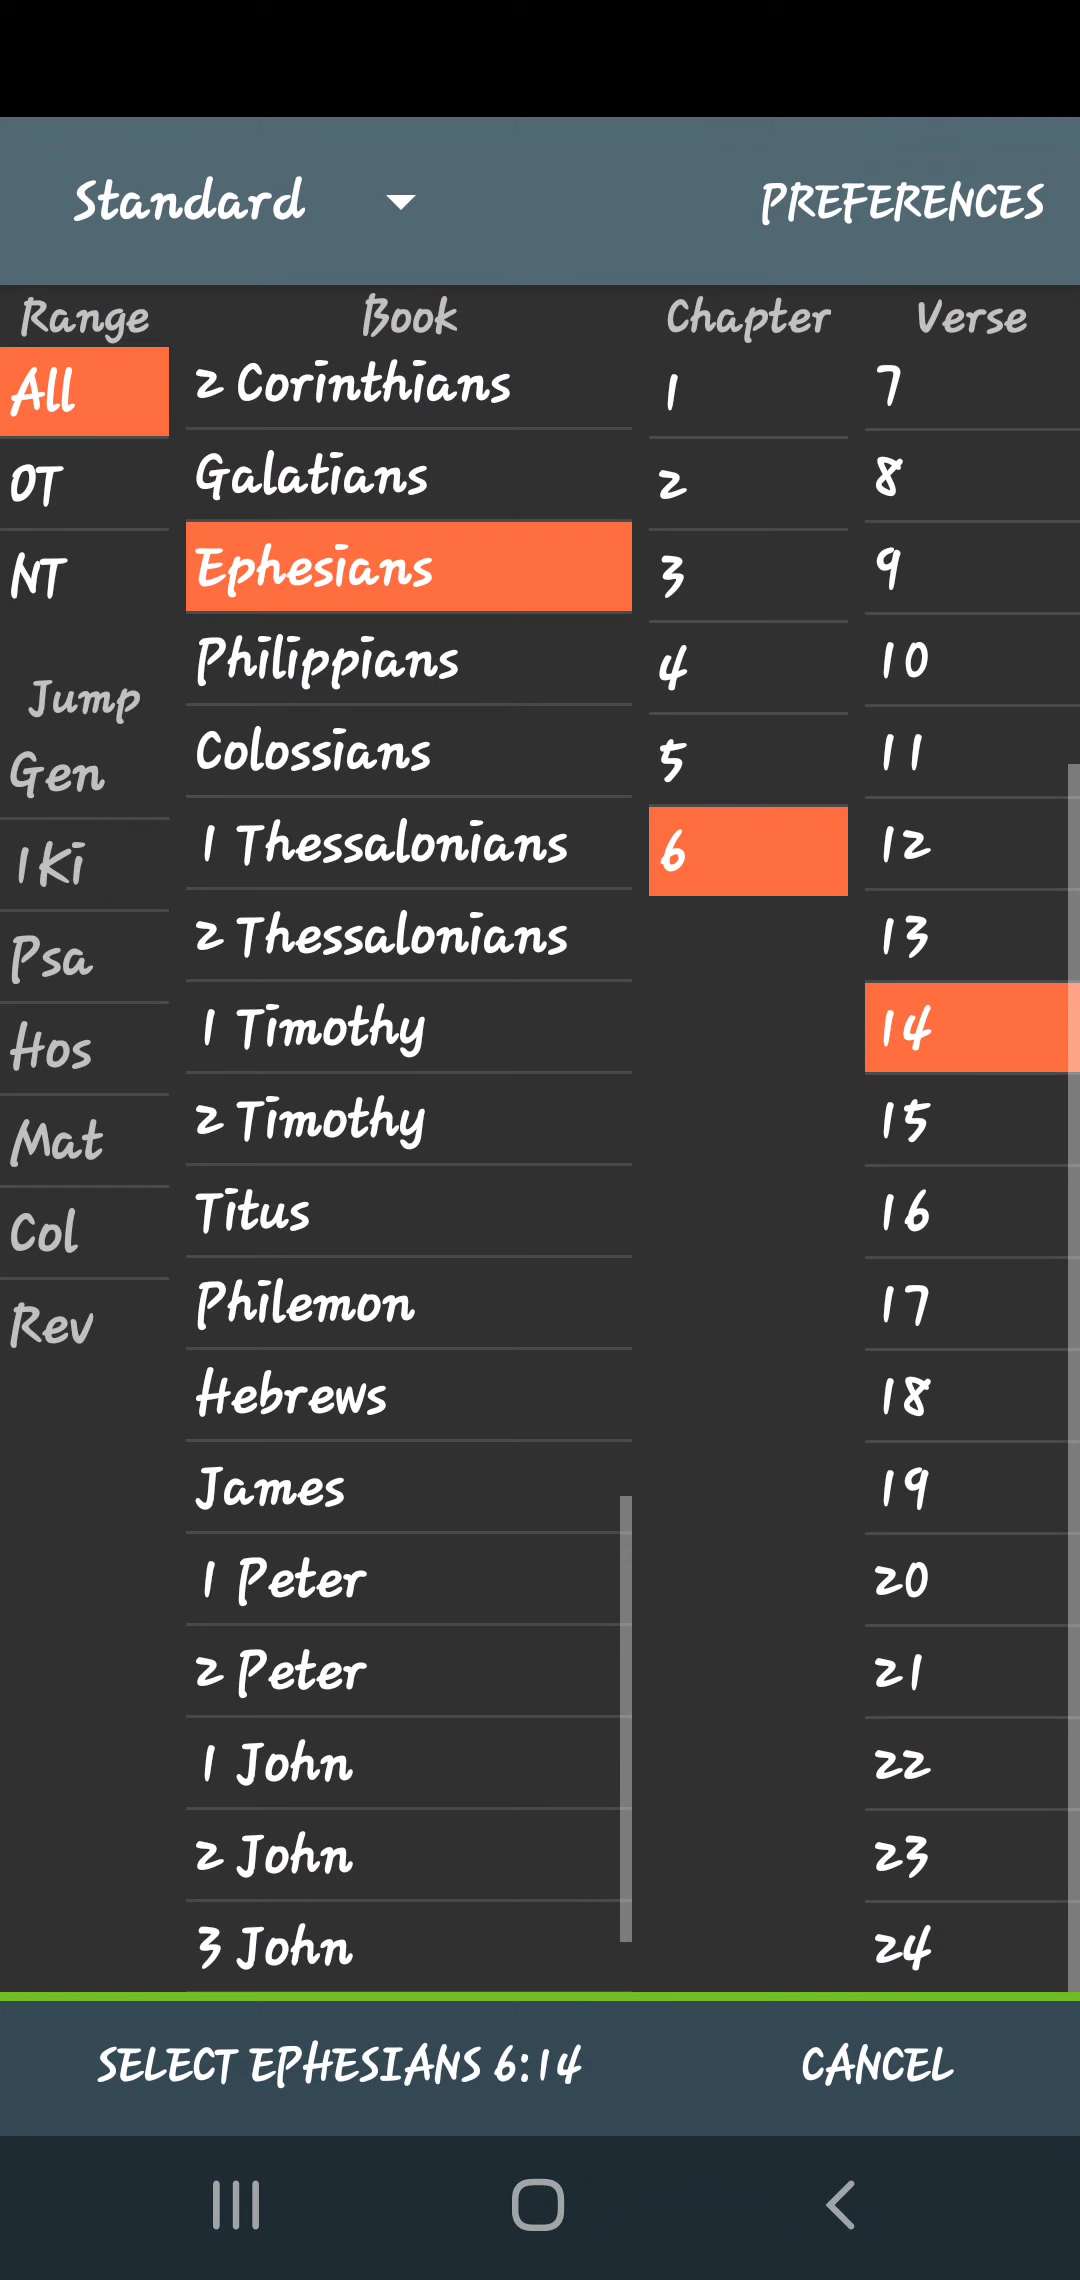 Standard
PREFERENCES
Range
Book
Chapter
Verse
All
OT
NT
Jump
Gen
1Ki
Psa
Hos
Mat
Col
Rev
2 Corinthians
Galatians
Ephesians
Philippians
Colossians
1 Thessalonians
2 Thessalonians
1 Timothy
2 Timothy
Titus
Philemon
Hebrews
James
1 Peter
2 Peter
1 John
2 John
3 John
1
2
3
4
5
6
7
8
9
10
11
12
13
14
15
16
17
18
19
20
21
22
23
24
SELECT EPHESIANS 6:14
CANCEL